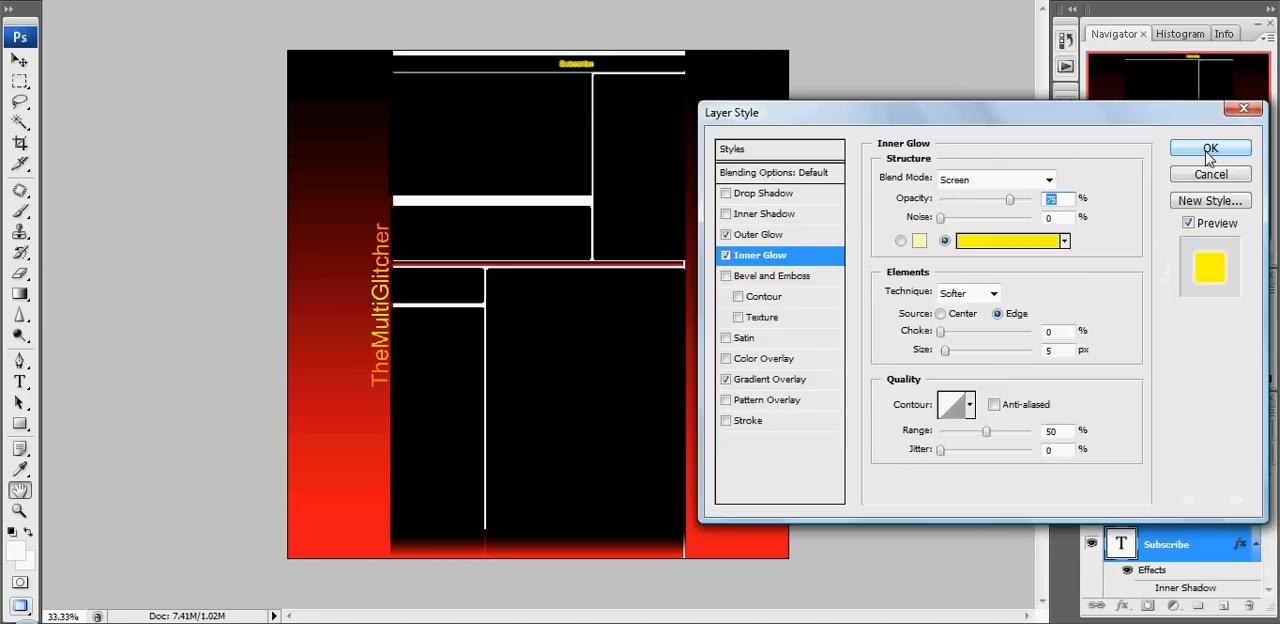 Ps
Navigator × Histogram Info
Subscribe
TheMultiGlitcher
Layer Style
Styles
Blending Options: Default
Drop Shadow
Inner Shadow
Outer Glow
Inner Glow
Bevel and Emboss
Contour
Texture
Satin
Color Overlay
Gradient Overlay
Pattern Overlay
Stroke
Inner Glow
Structure
Blend Mode: Screen
Opacity: 75 %
Noise: 0 %
Elements
Technique: Softer
Source: Center Edge
Choke: 0 %
Size: 5 px
Quality
Contour: Anti-aliased
Range: 50 %
Jitter: 0 %
OK
Cancel
New Style...
Preview
T Subscribe fx
Effects
Inner Shadow
33.33% Doc: 7.41M/1.02M